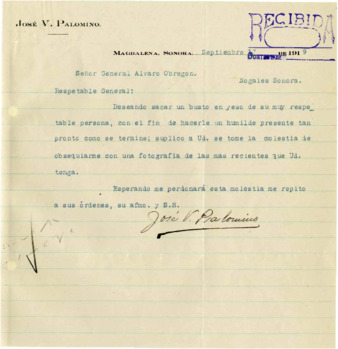 JOSÉ V. PALOMINO.
RECIBIDA
MAGDALENA, SONORA. Septiembre DE 1919
Señor General Alvaro Obregon.
Nogales Sonora.
Respetable General:
Deseando sacar un busto en yeso de su muy respe_
table persona, con el fin de hacerle un humilde presente tan
pronto como se termine; suplico a Ud. se tome la molestia de
obsequiarme con una fotografia de las mas recientes que Ud.
tenga.
Esperando me perdonará esta molestia me repito
a sus órdenes, su afmo. y S.S.
José V. Palomino